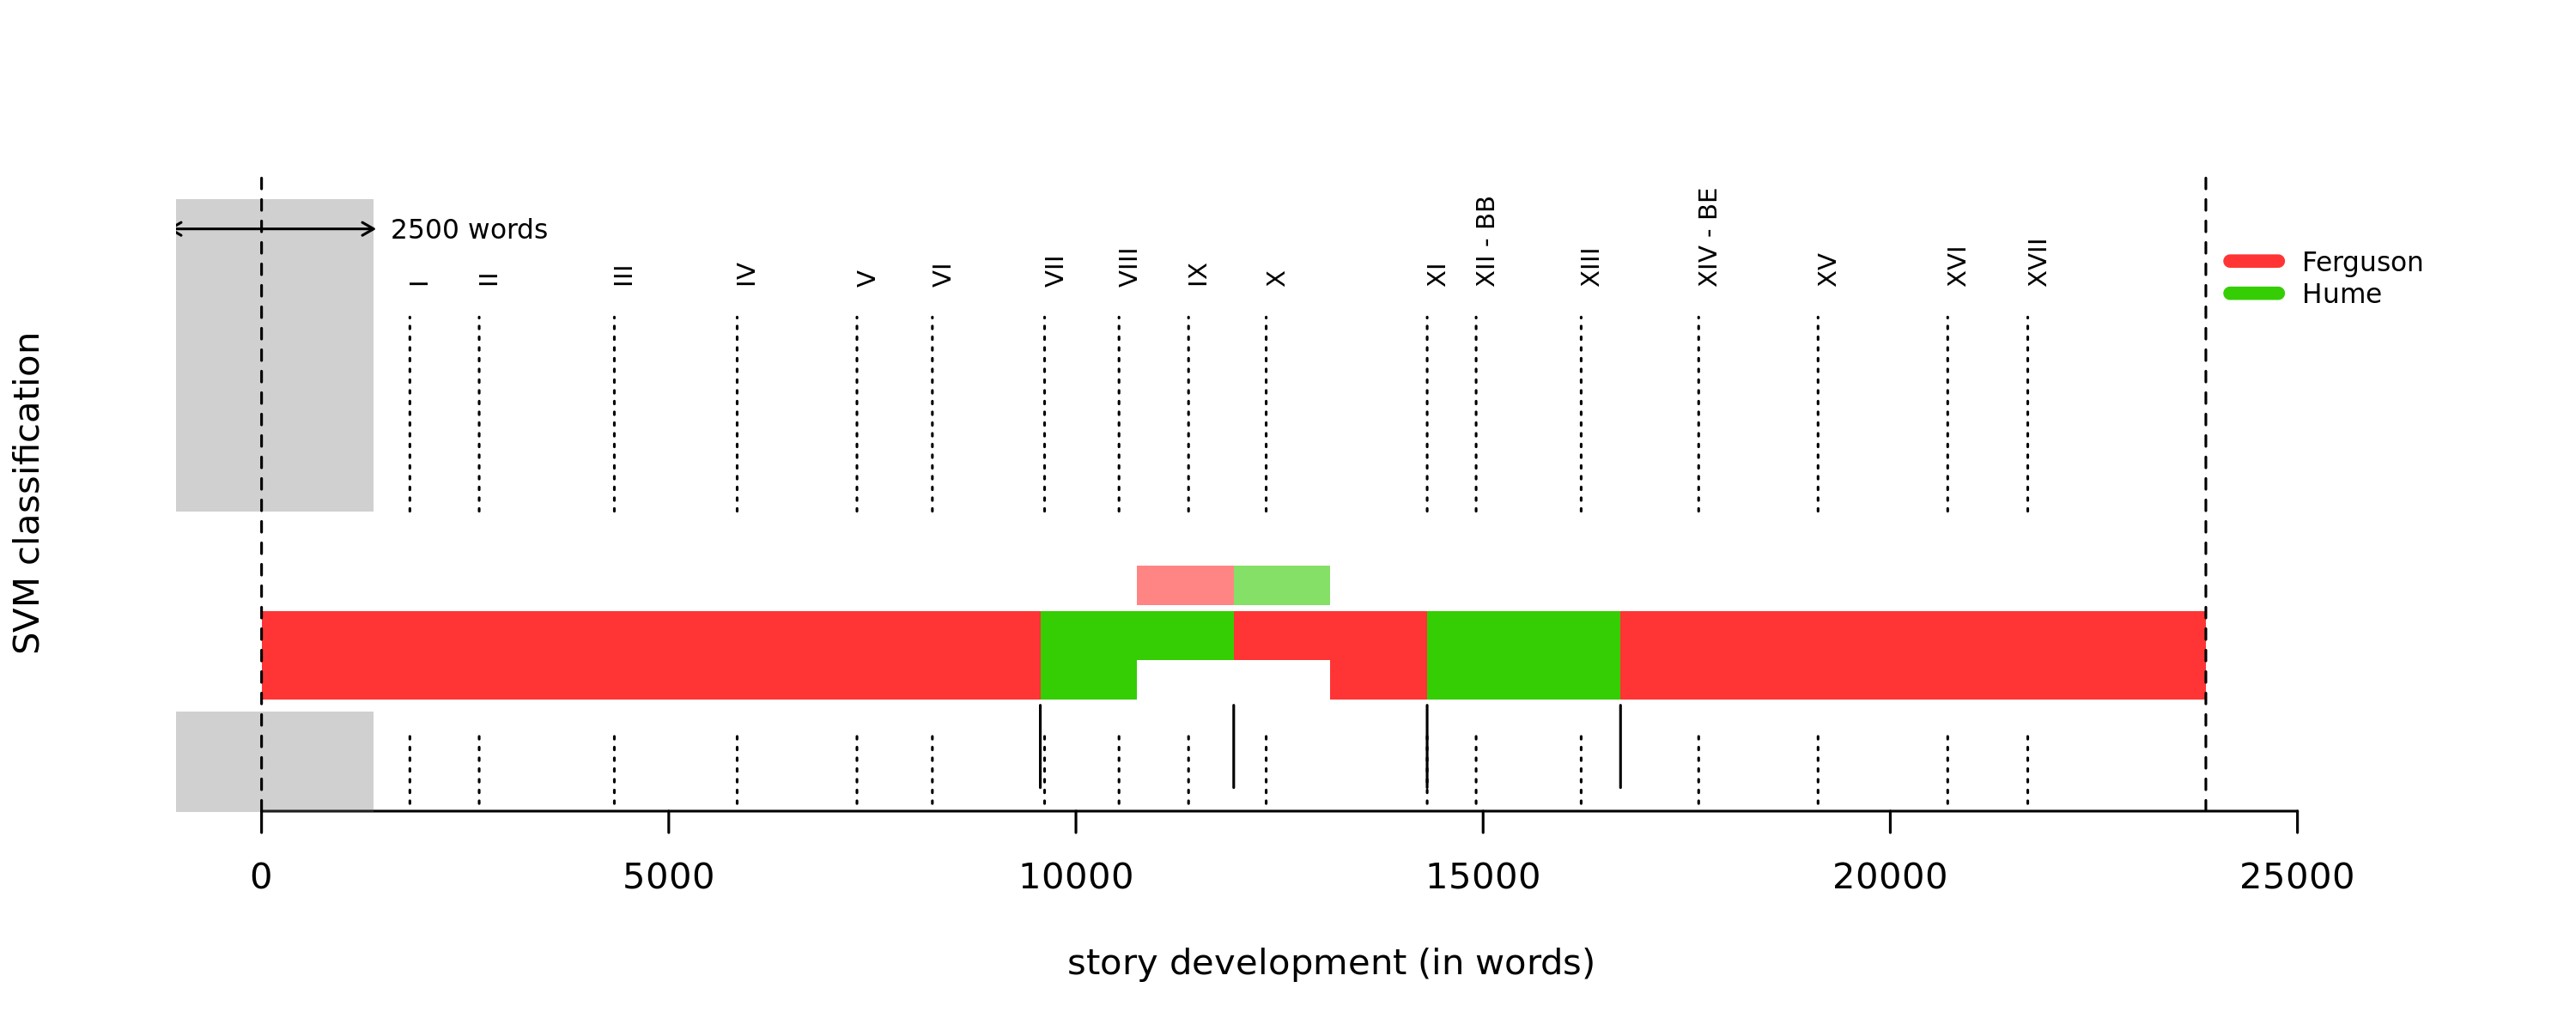 2500 words
I
II
III
IV
V
VI
VII
VIII
IX
X
XI
XII - BB
XIII
XIV - BE
XV
XVI
XVII
Ferguson
Hume
SVM classification
0
5000
10000
15000
20000
25000
story development (in words)